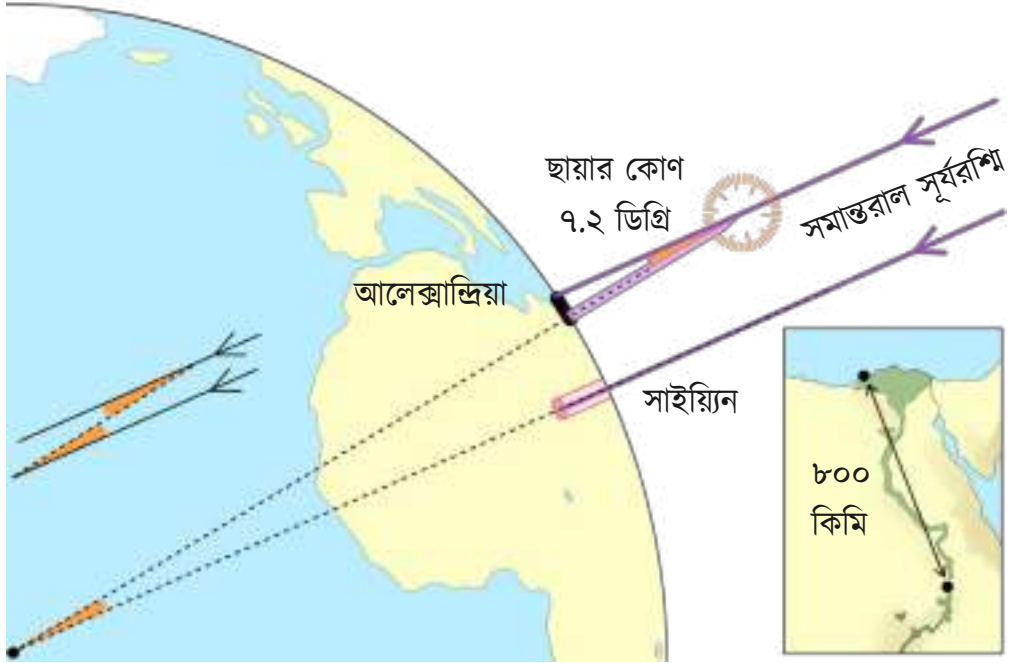 ছায়ার কোণ
৭.২ ডিগ্রি
সমান্তরাল সূর্যরশ্মি
আলেক্সান্দ্রিয়া
সাইয়্যিন
৮০০
কিমি